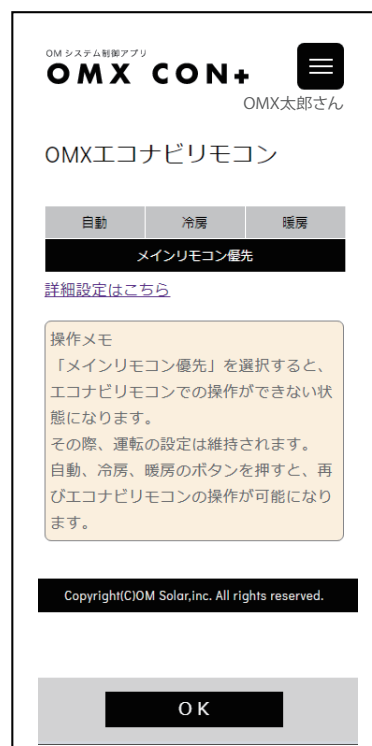 OMシステム制御アプリ
OMX CON+
OMX太郎さん
OMXエコナビリモコン
自動 冷房 暖房
メインリモコン優先
詳細設定はこちら
操作メモ
「メインリモコン優先」を選択すると、
エコナビリモコンでの操作ができない状
態になります。
その際、運転の設定は維持されます。
自動、冷房、暖房のボタンを押すと、再
びエコナビリモコンの操作が可能になり
ます。
Copyright(C)OM Solar,inc. All rights reserved.
OK